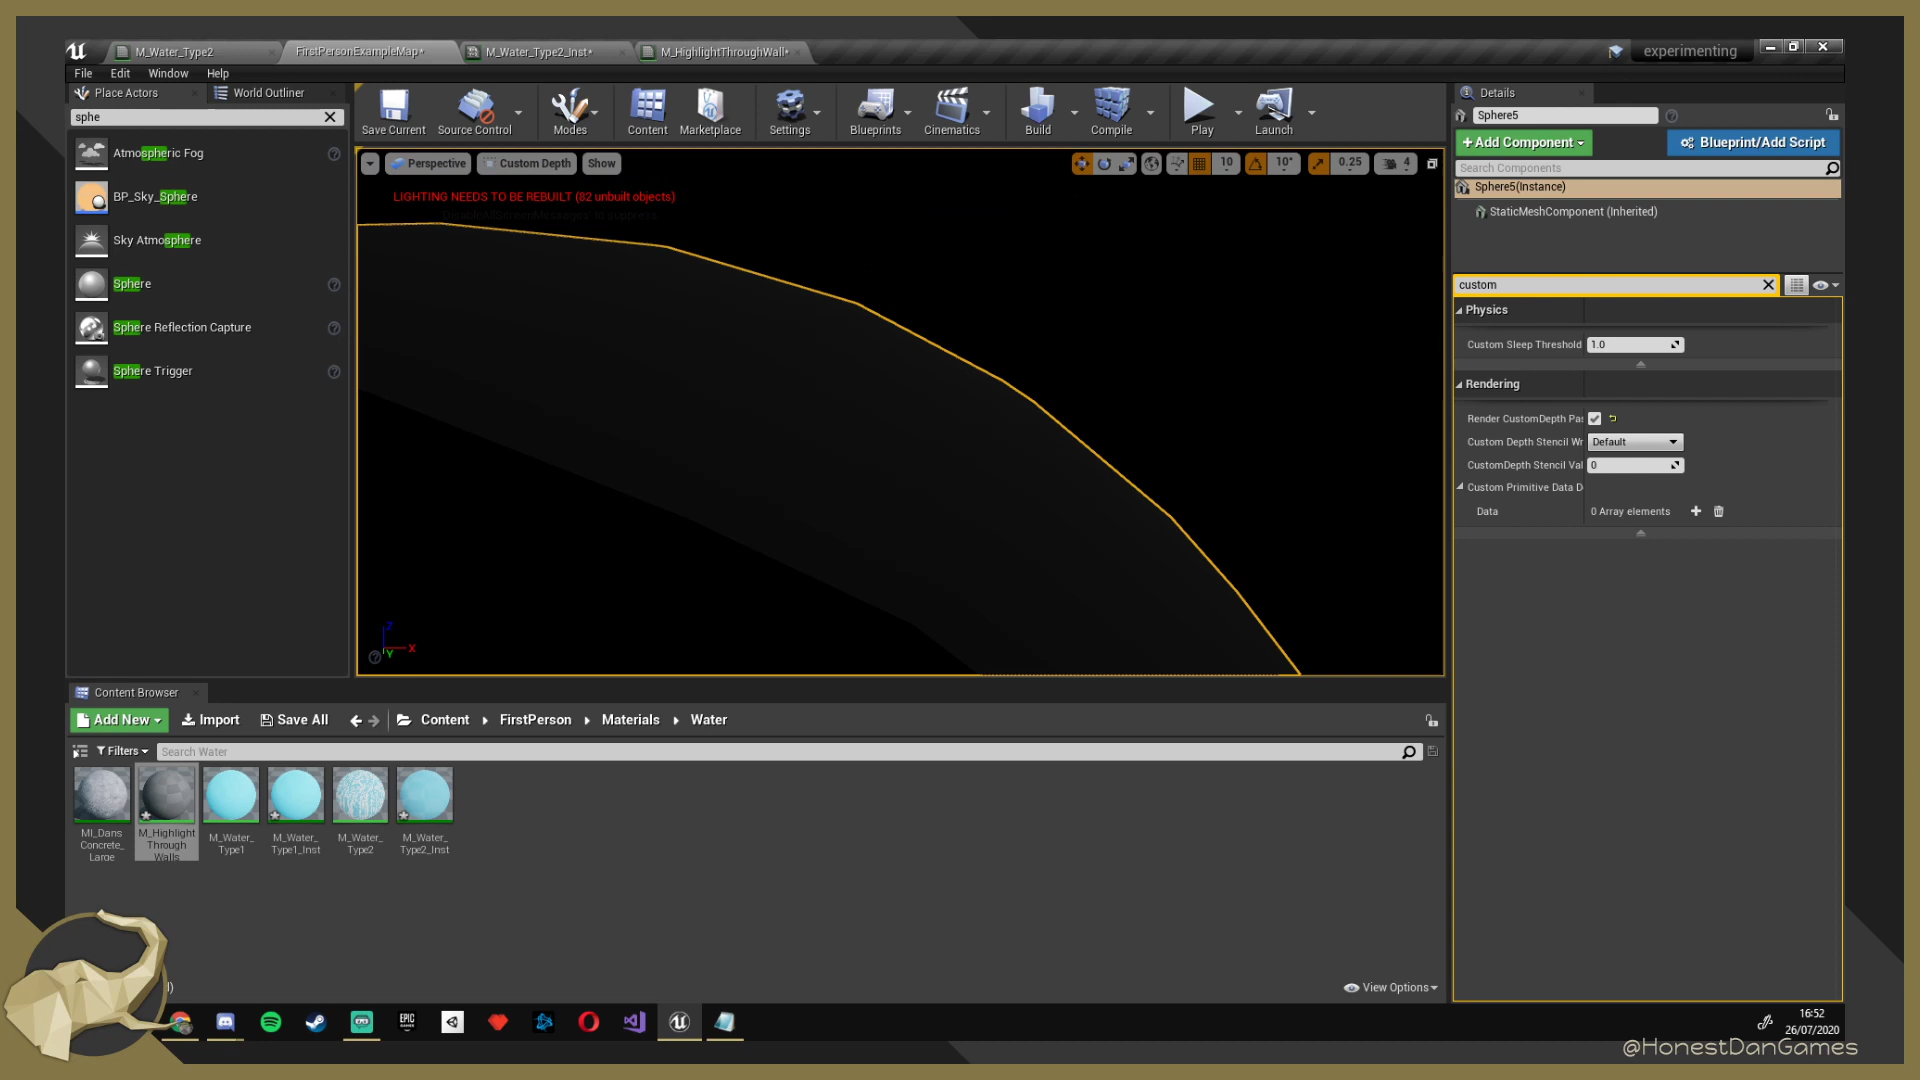 M_Water_Type2
FirstPersonExampleMap*
M_Water_Type2_Inst*
M_HighlightThroughWall*
experimenting
File Edit Window Help
Place Actors
World Outliner
sphe
Atmospheric Fog
BP_Sky_Sphere
Sky Atmosphere
Sphere
Sphere Reflection Capture
Sphere Trigger
Save Current
Source Control
Modes
Content
Marketplace
Settings
Blueprints
Cinematics
Build
Compile
Play
Launch
Perspective
Custom Depth
Show
10
10°
0.25
4
LIGHTING NEEDS TO BE REBUILT (82 unbuilt objects)
'DisableAllScreenMessages' to suppress
Z
X
Y
Details
Sphere5
+Add Component
Blueprint/Add Script
Search Components
Sphere5(Instance)
StaticMeshComponent (Inherited)
custom
Physics
Custom Sleep Threshold 1.0
Rendering
Render CustomDepth Pa
Custom Depth Stencil Wr Default
CustomDepth Stencil Val 0
Custom Primitive Data D
Data 0 Array elements
Content Browser
Add New
Import
Save All
Content
FirstPerson
Materials
Water
Filters
Search Water
MI_Dans
Concrete_
Large
M_Highlight
Through
Walls
M_Water_
Type1
M_Water_
Type1_Inst
M_Water_
Type2
M_Water_
Type2_Inst
View Options
EPIC
GAMES
16:52
26/07/2020
@HonestDanGames